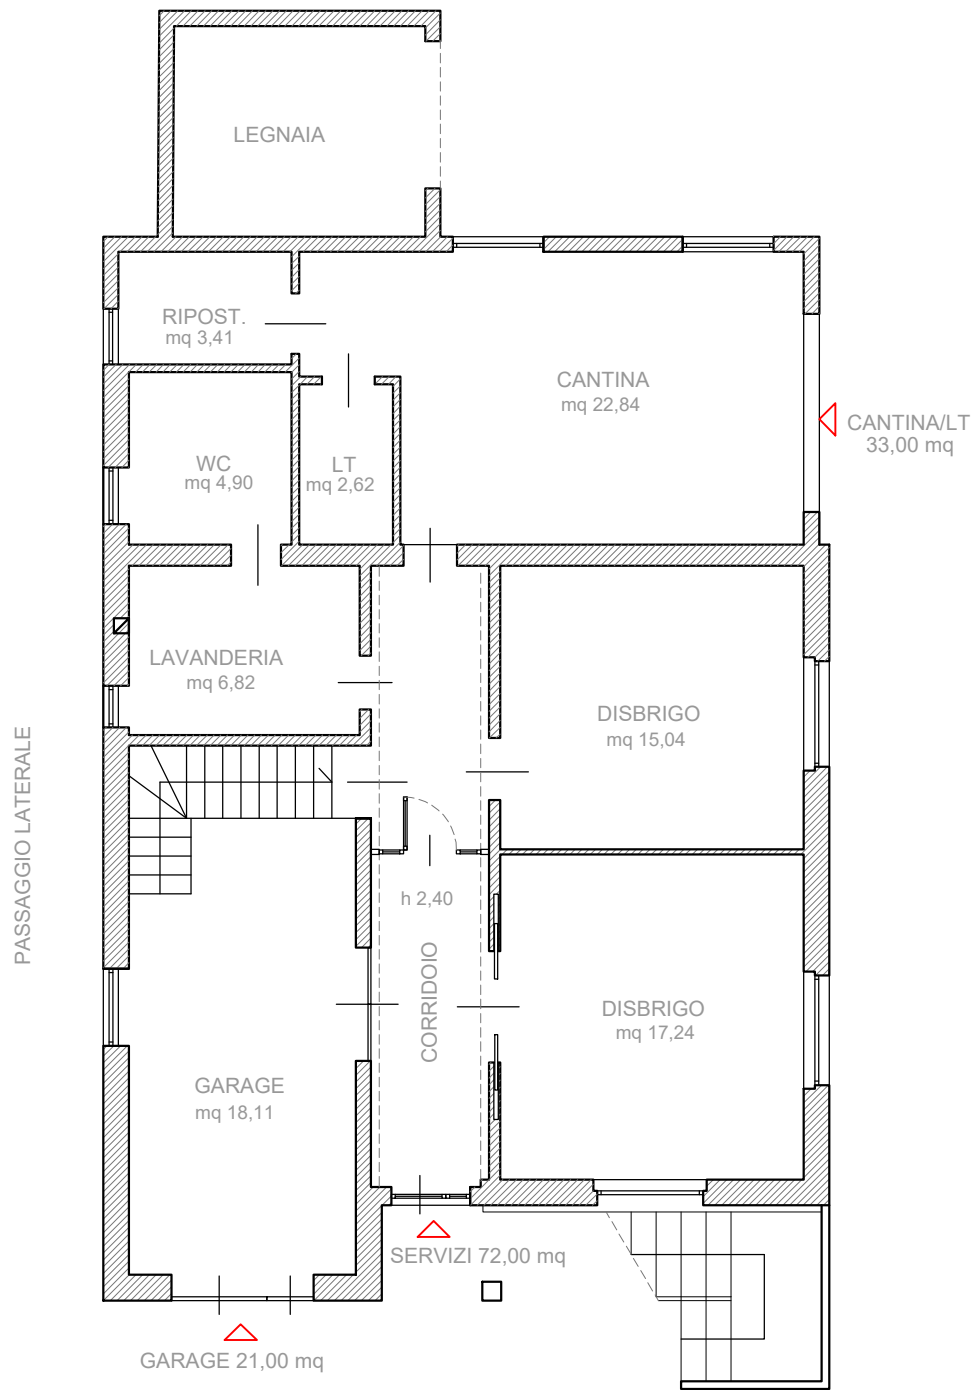 LEGNAIA
RIPOST.
mq 3,41
CANTINA
mq 22,84
CANTINA/LT
33,00 mq
WC
mq 4,90
LT
mq 2,62
LAVANDERIA
mq 6,82
DISBRIGO
mq 15,04
PASSAGGIO LATERALE
h 2,40
CORRIDOIO
DISBRIGO
mq 17,24
GARAGE
mq 18,11
SERVIZI 72,00 mq
GARAGE 21,00 mq